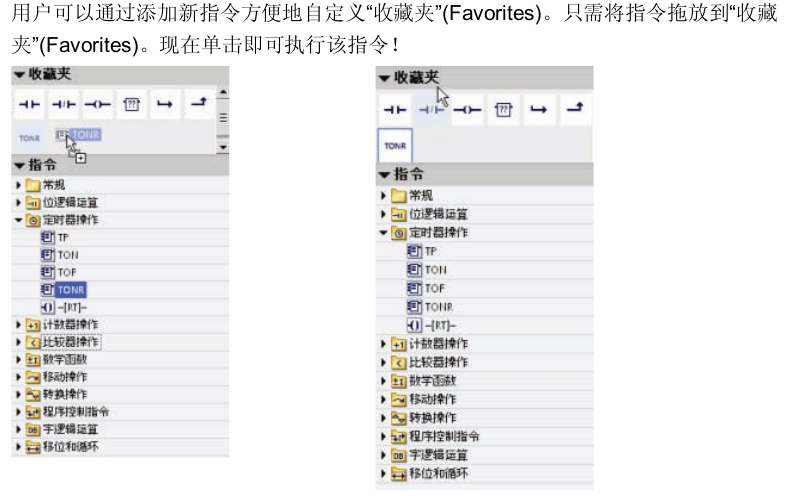 用户可以通过添加新指令方便地自定义“收藏夹”(Favorites)。只需将指令拖放到“收藏
夹”(Favorites)。现在单击即可执行该指令！
收藏夹
??
TONR
TONR
指令
常规
位逻辑运算
定时器操作
TP
TON
TOF
TONR
-[RT]-
计数器操作
比较器操作
数学函数
移动操作
转换操作
程序控制指令
字逻辑运算
移位和循环
收藏夹
??
TONR
指令
常规
位逻辑运算
定时器操作
TP
TON
TOF
TONR
-[RT]-
计数器操作
比较器操作
数学函数
移动操作
转换操作
程序控制指令
字逻辑运算
移位和循环